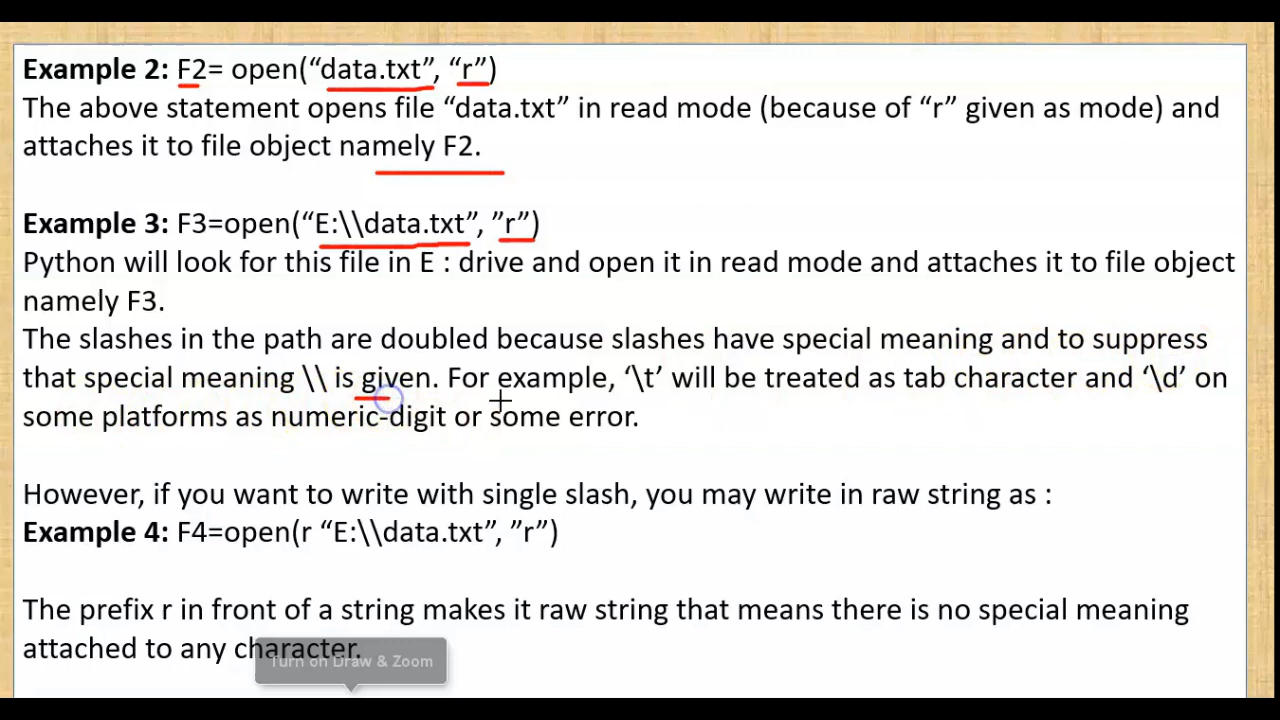 Example 2: F2= open(“data.txt”, “r”)
The above statement opens file “data.txt” in read mode (because of “r” given as mode) and
attaches it to file object namely F2.
Example 3: F3=open(“E:\\data.txt”, ”r”)
Python will look for this file in E : drive and open it in read mode and attaches it to file object
namely F3.
The slashes in the path are doubled because slashes have special meaning and to suppress
that special meaning \\ is given. For example, ‘\t’ will be treated as tab character and ‘\d’ on
some platforms as numeric-digit or some error.
However, if you want to write with single slash, you may write in raw string as :
Example 4: F4=open(r “E:\\data.txt”, ”r”)
The prefix r in front of a string makes it raw string that means there is no special meaning
attached to any character.
Turn on Draw & Zoom